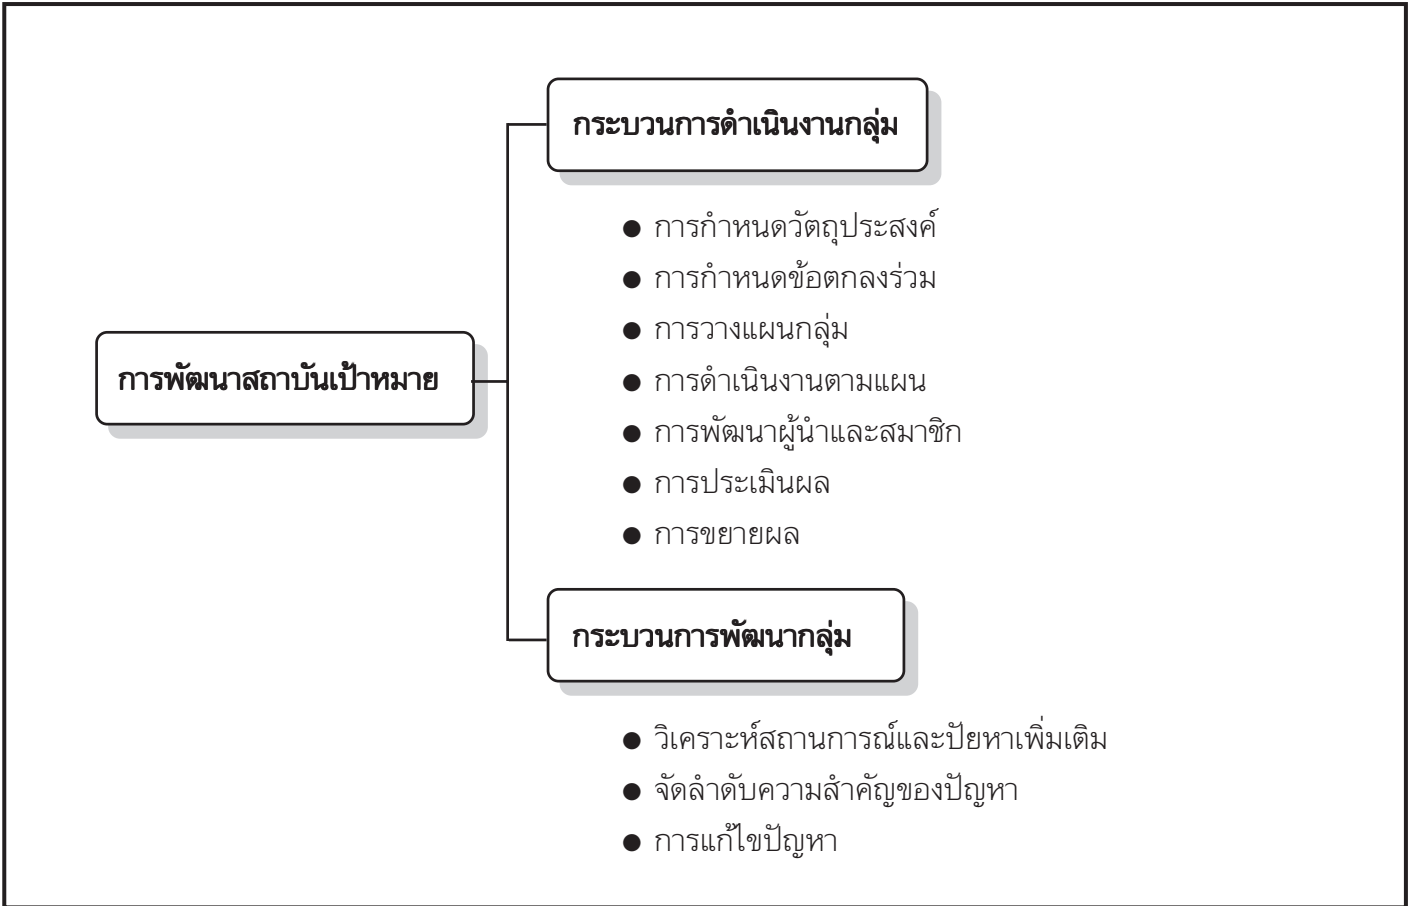 กระบวนการดำเนินงานกลุ่ม
● การกำหนดวัตถุประสงค์
● การกำหนดข้อตกลงร่วม
● การวางแผนกลุ่ม
การพัฒนาสถาบันเป้าหมาย
● การดำเนินงานตามแผน
● การพัฒนาผู้นำและสมาชิก
● การประเมินผล
● การขยายผล
กระบวนการพัฒนากลุ่ม
● วิเคราะห์สถานการณ์และปัยหาเพิ่มเติม
● จัดลำดับความสำคัญของปัญหา
● การแก้ไขปัญหา